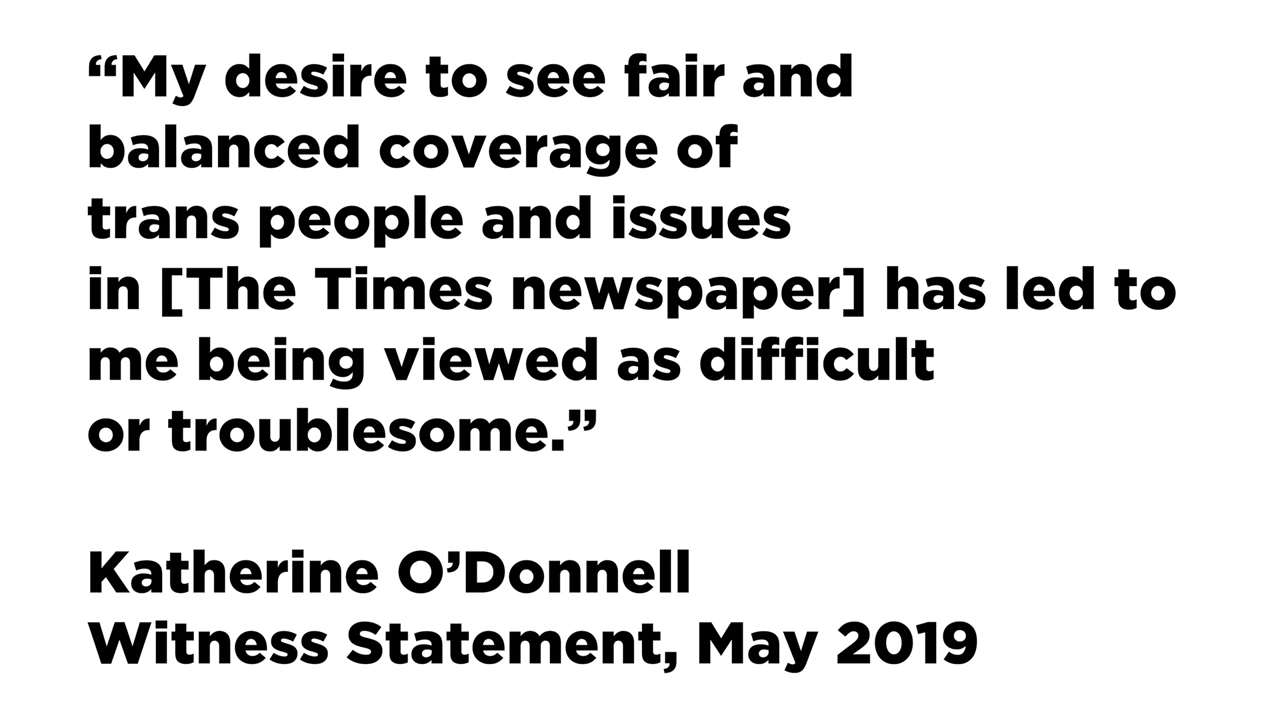 “My desire to see fair and
balanced coverage of
trans people and issues
in [The Times newspaper] has led to
me being viewed as difficult
or troublesome.”
Katherine O’Donnell
Witness Statement, May 2019